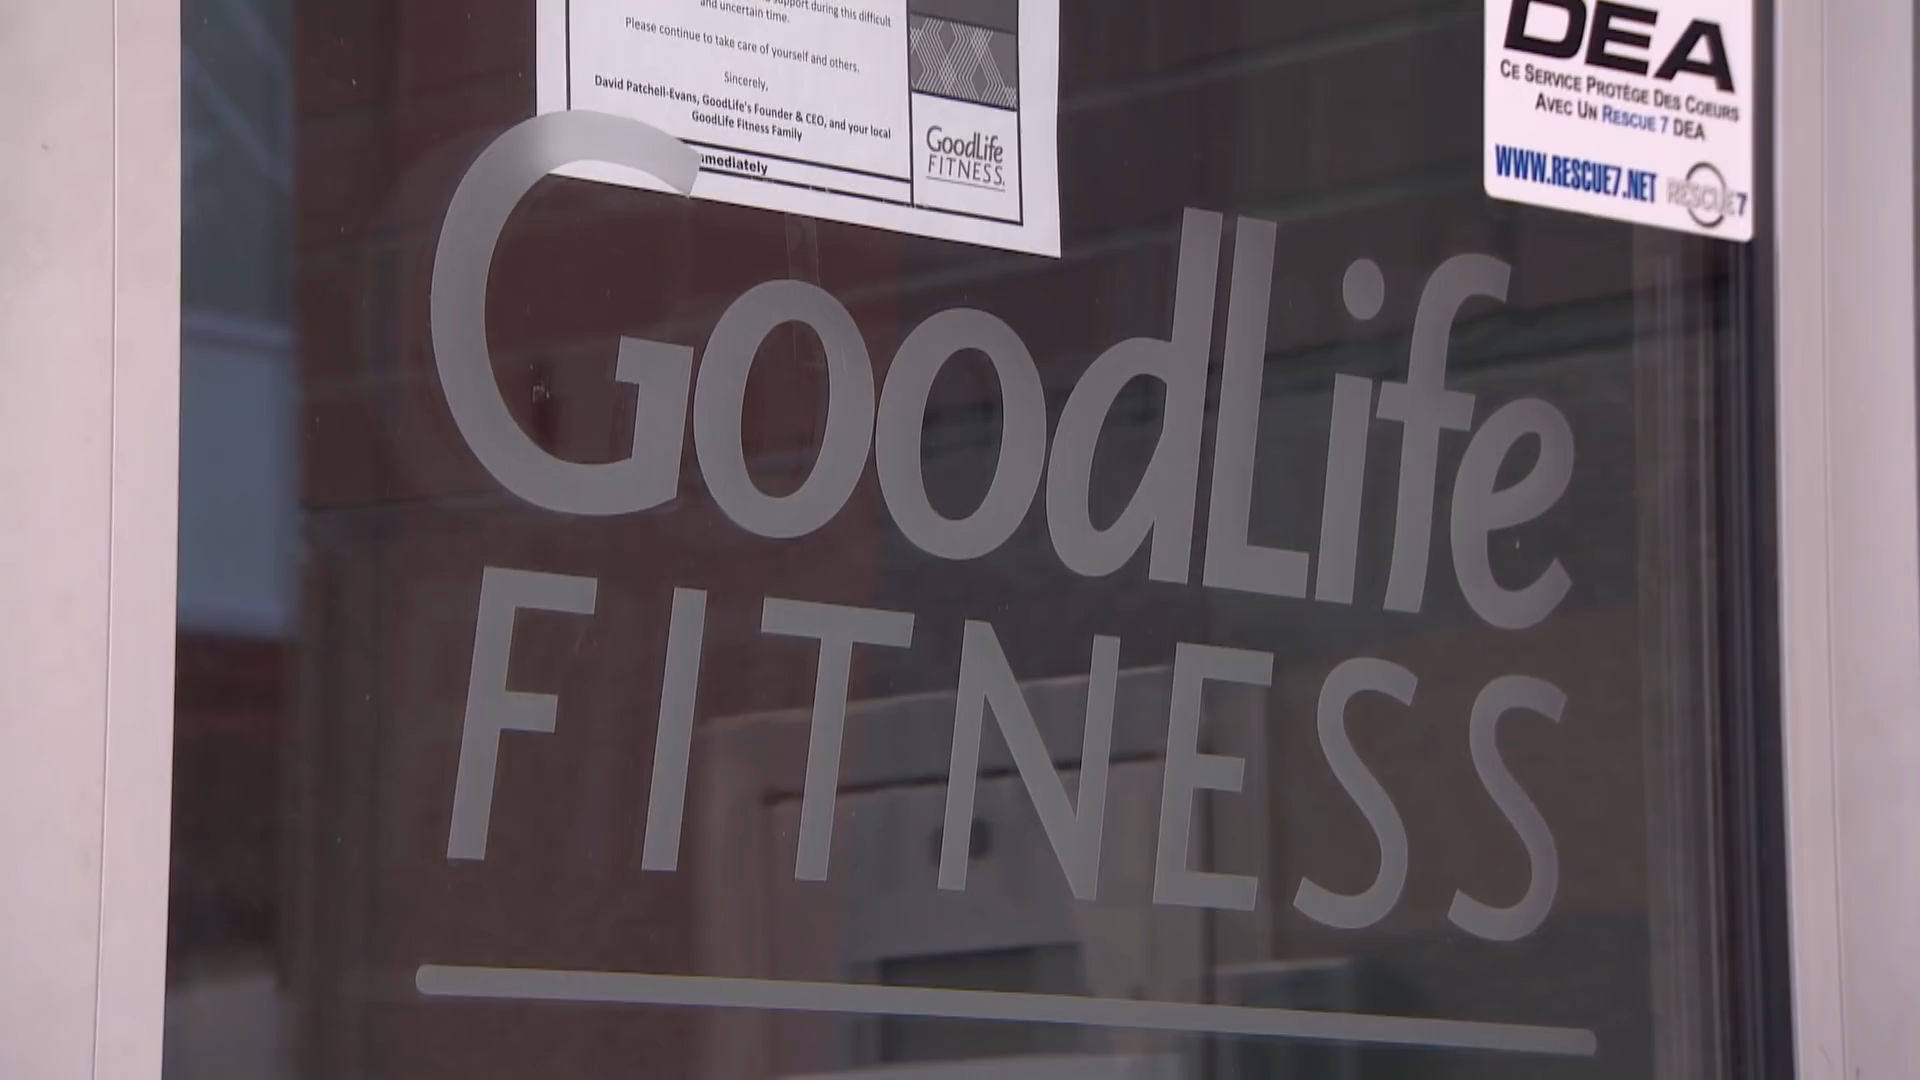 support during this difficult
and uncertain time.
Please continue to take care of yourself and others.
Sincerely,
David Patchell-Evans, GoodLife's Founder & CEO, and your local
GoodLife Fitness Family
mmediately
GoodLife
FITNESS
DEA
CE SERVICE PROTÈGE DES COEURS
AVEC UN RESCUE 7 DEA
WWW.RESCUE7.NET
RESCUE7
GOODLife
FITNESS